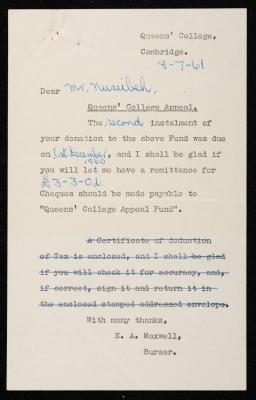 Queens' College,
Cambridge.
8-7-61
Dear Mr. Nuseibeh,
Queens' College Appeal.
The second instalment of
your donation to the above Fund was due
on 1st December, and I shall be glad if
1960
you will let me have a remittance for
£3-3-0d.
Cheques should be made payable to
"Queens' College Appeal Fund".
A Certificate of deduction
of Tax is enclosed, and I shall be glad
if you will check it for accuracy, and,
if correct, sign it and return it in
the enclosed stamped addressed envelope.
With many thanks,
E. A. Maxwell,
Bursar.